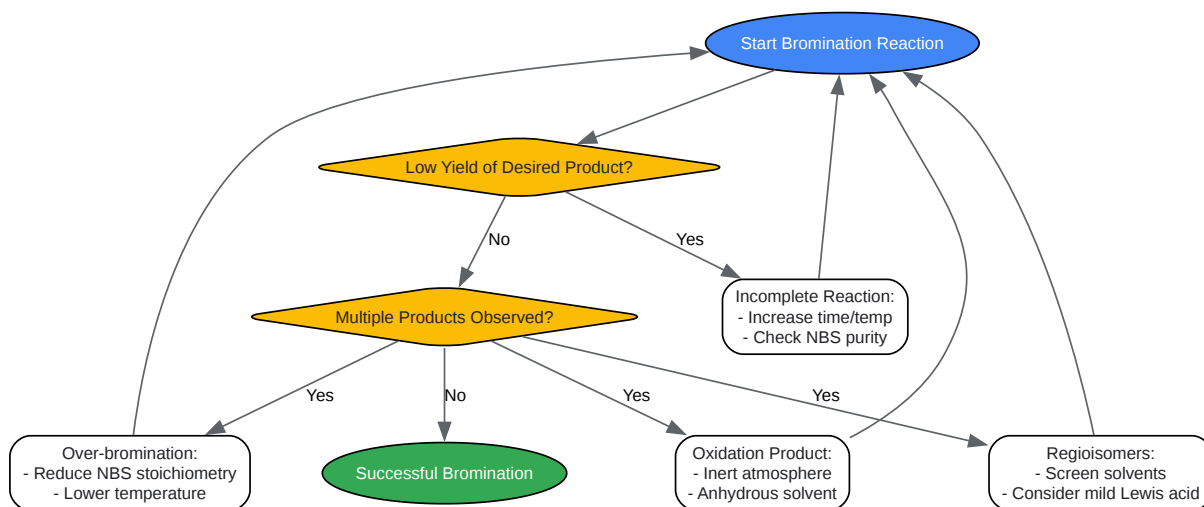 Start Bromination Reaction
Low Yield of Desired Product?
No
Yes
Incomplete Reaction:
- Increase time/temp
- Check NBS purity
Multiple Products Observed?
Yes
No
Yes
Yes
Over-bromination:
- Reduce NBS stoichiometry
- Lower temperature
Successful Bromination
Oxidation Product:
- Inert atmosphere
- Anhydrous solvent
Regioisomers:
- Screen solvents
- Consider mild Lewis acid